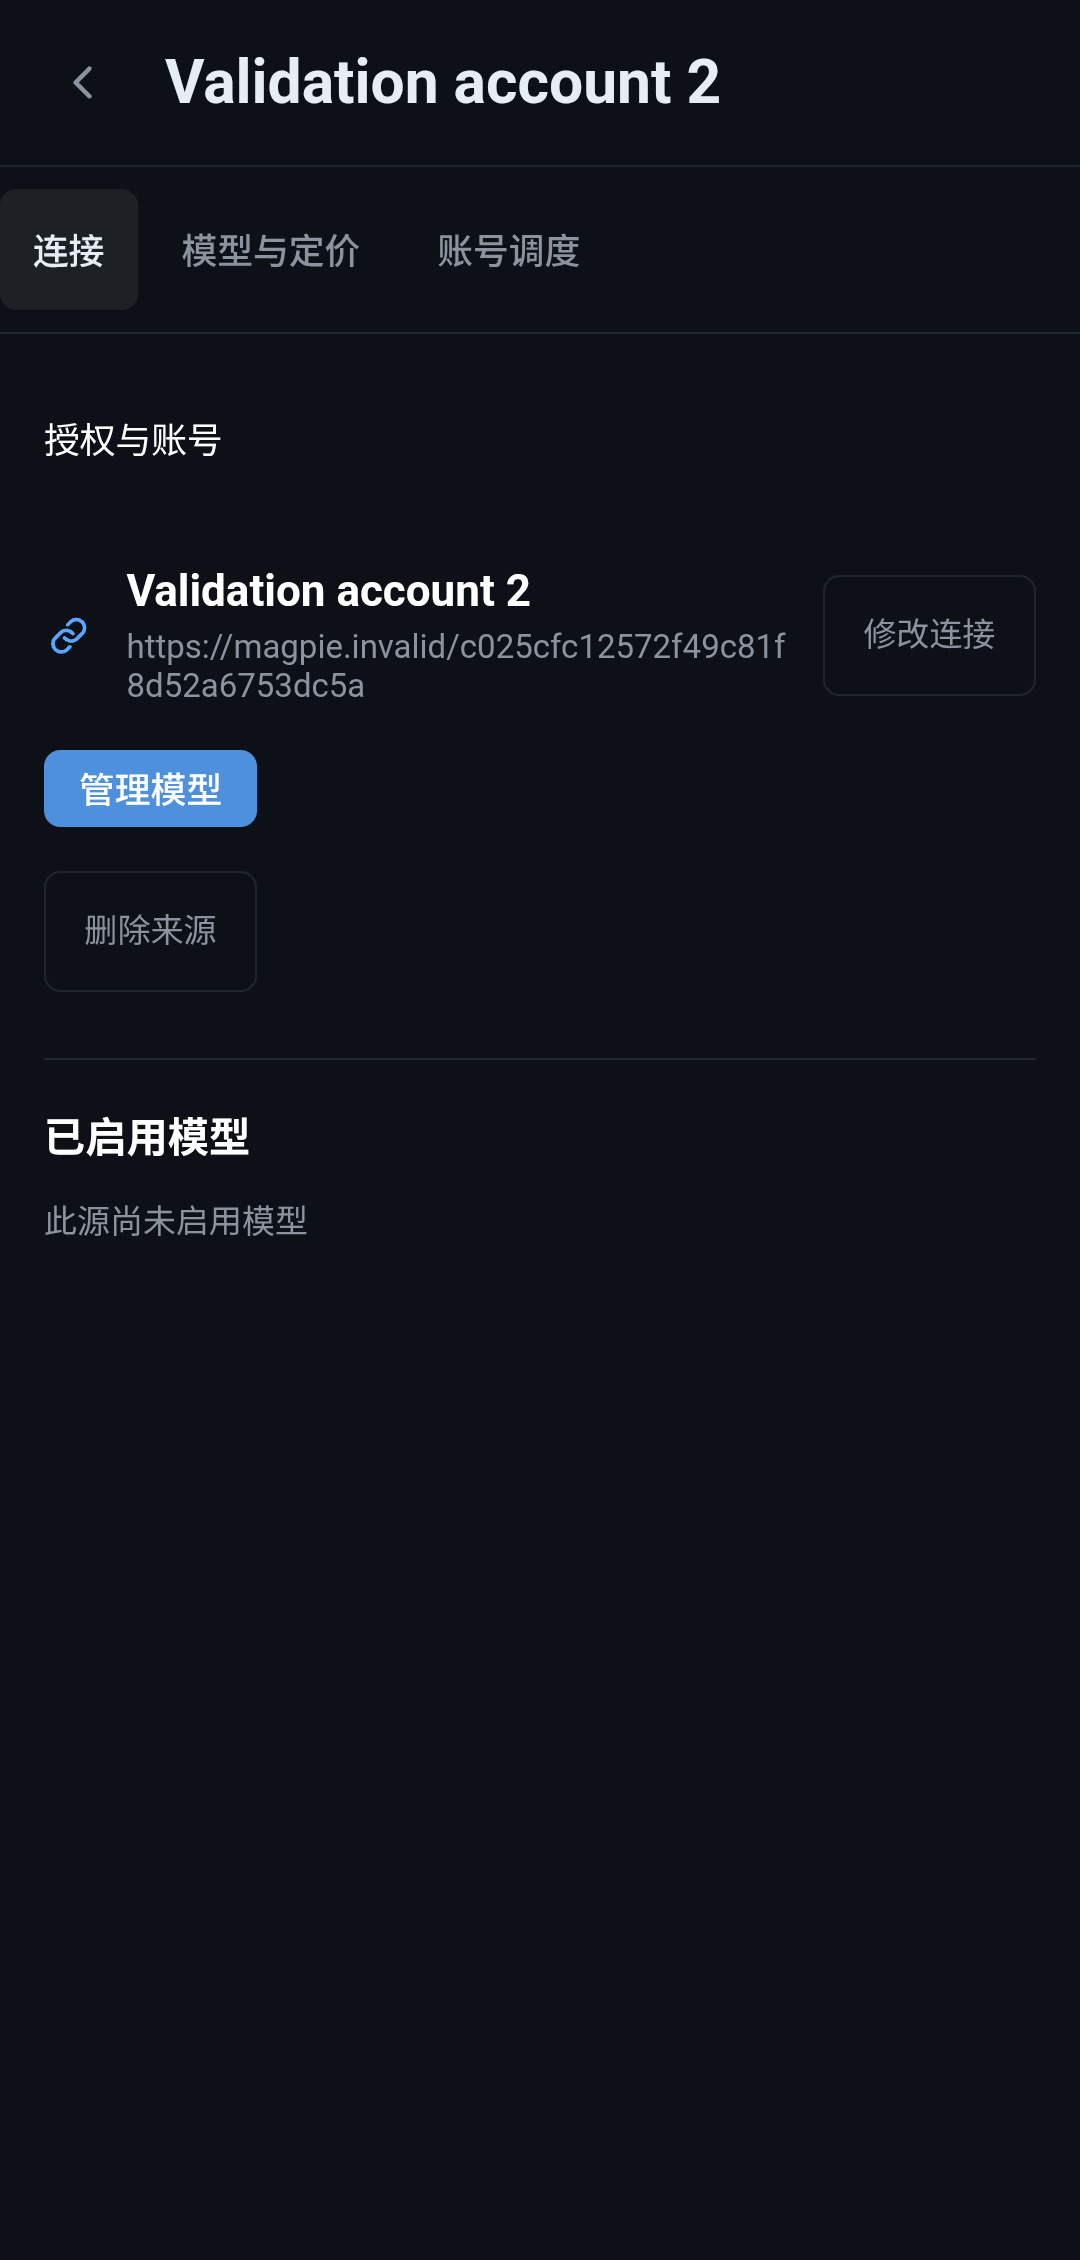 Validation account 2
连接
模型与定价
账号调度
授权与账号
Validation account 2
https://magpie.invalid/c025cfc12572f49c81f
8d52a6753dc5a
修改连接
管理模型
删除来源
已启用模型
此源尚未启用模型